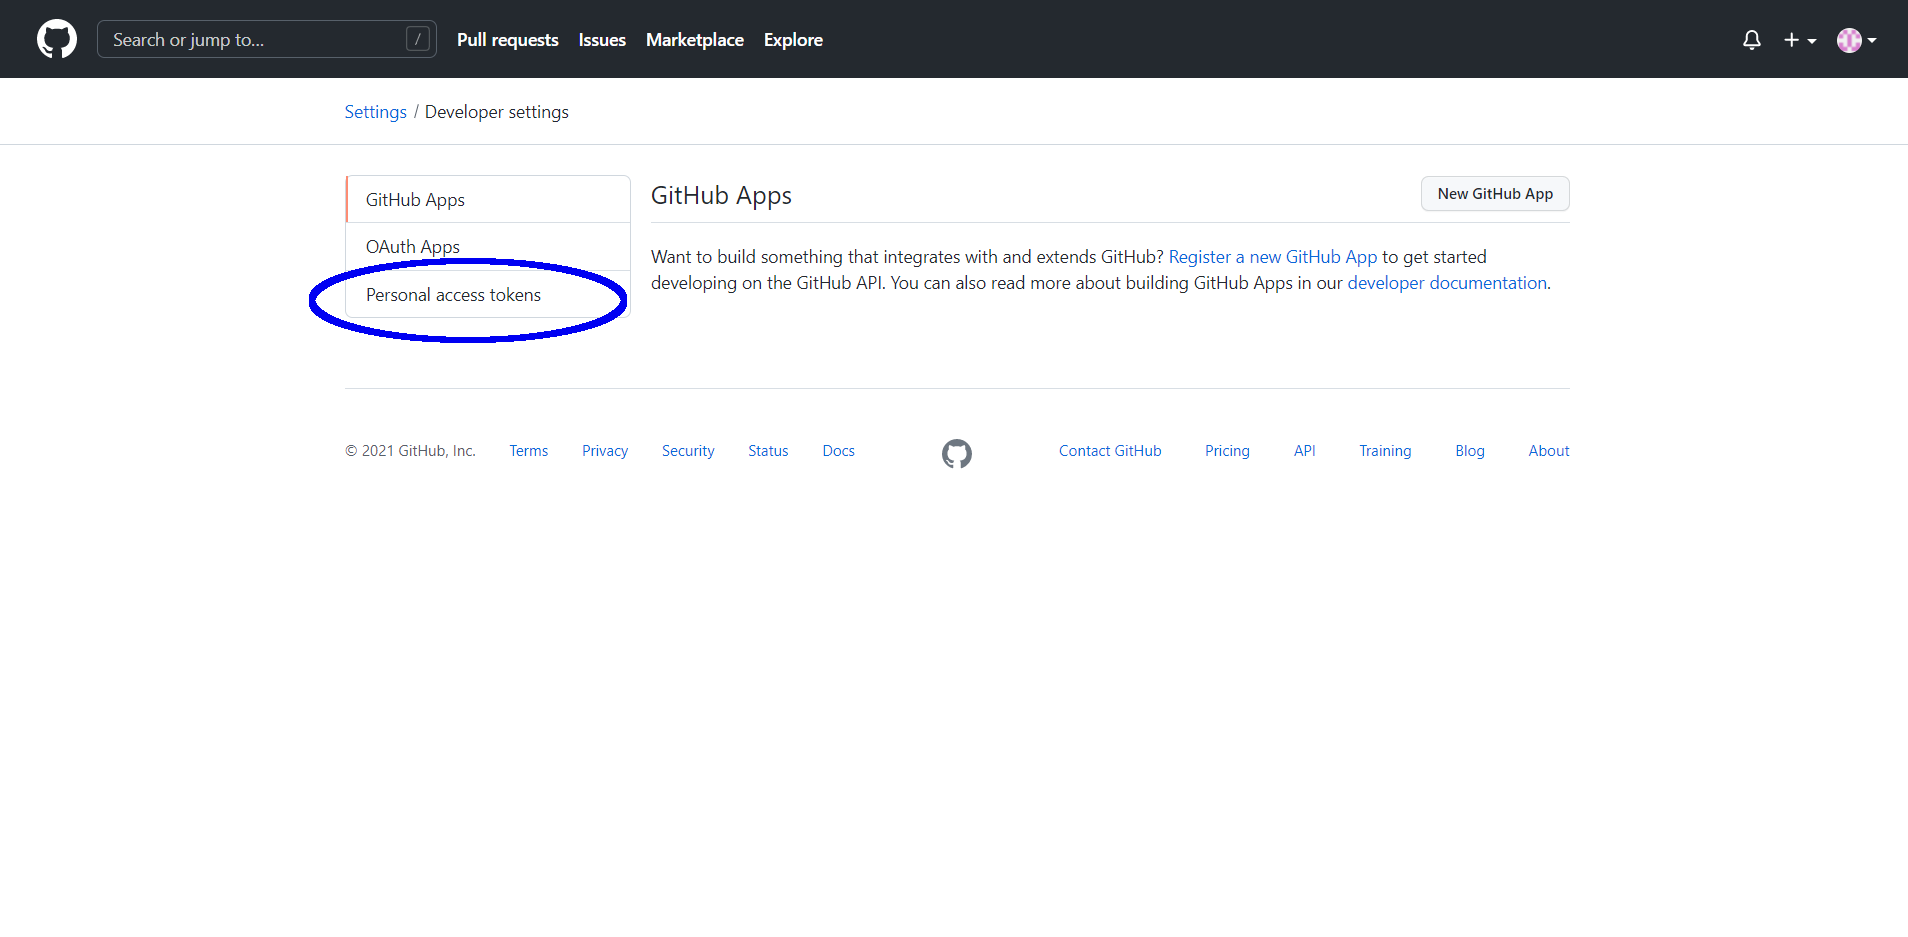 Search or jump to... /
Pull requests Issues Marketplace Explore
Settings / Developer settings
GitHub Apps
OAuth Apps
Personal access tokens
GitHub Apps
New GitHub App
Want to build something that integrates with and extends GitHub? Register a new GitHub App to get started
developing on the GitHub API. You can also read more about building GitHub Apps in our developer documentation.
© 2021 GitHub, Inc. Terms Privacy Security Status Docs Contact GitHub Pricing API Training Blog About